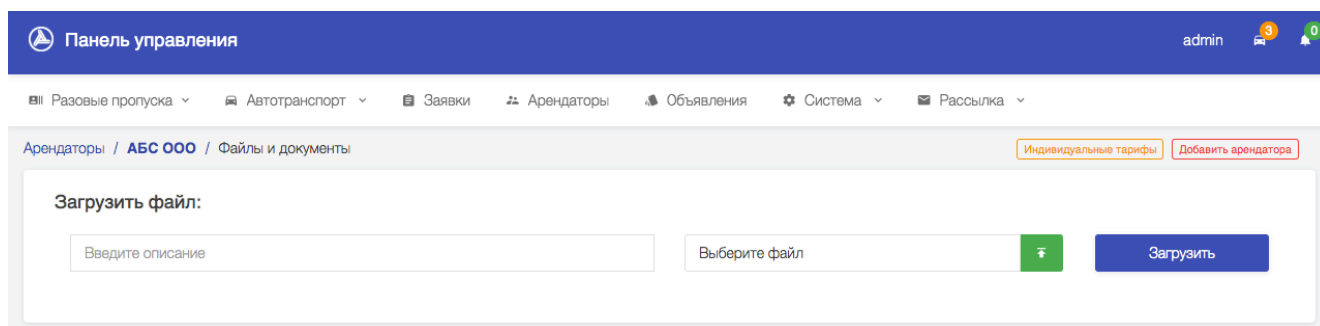 Панель управления
admin
3
0
Разовые пропуска
Автотранспорт
Заявки
Арендаторы
Объявления
Система
Рассылка
Арендаторы / АБС ООО / Файлы и документы
Индивидуальные тарифы
Добавить арендатора
Загрузить файл:
Введите описание
Выберите файл
Загрузить